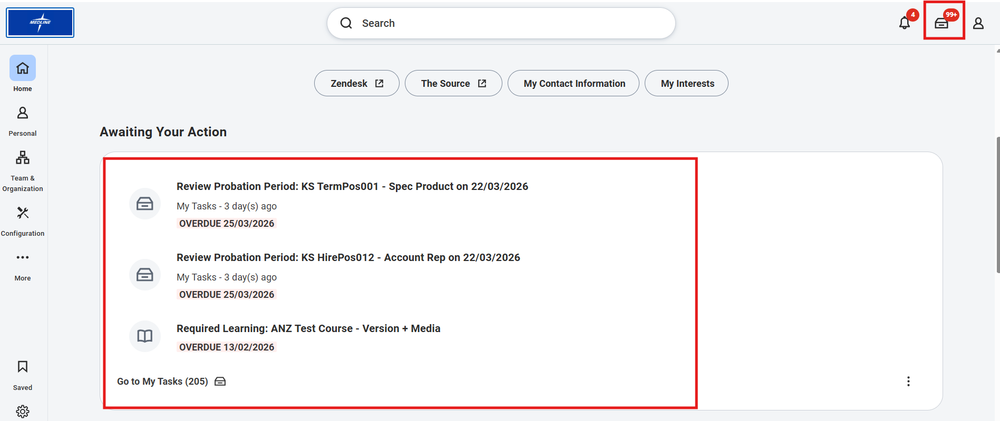 MEDLINE
Search
4
99+
Home
Personal
Team &
Organization
Configuration
More
Saved
Zendesk
The Source
My Contact Information
My Interests
Awaiting Your Action
Review Probation Period: KS TermPos001 - Spec Product on 22/03/2026
My Tasks - 3 day(s) ago
OVERDUE 25/03/2026
Review Probation Period: KS HirePos012 - Account Rep on 22/03/2026
My Tasks - 3 day(s) ago
OVERDUE 25/03/2026
Required Learning: ANZ Test Course - Version + Media
OVERDUE 13/02/2026
Go to My Tasks (205)